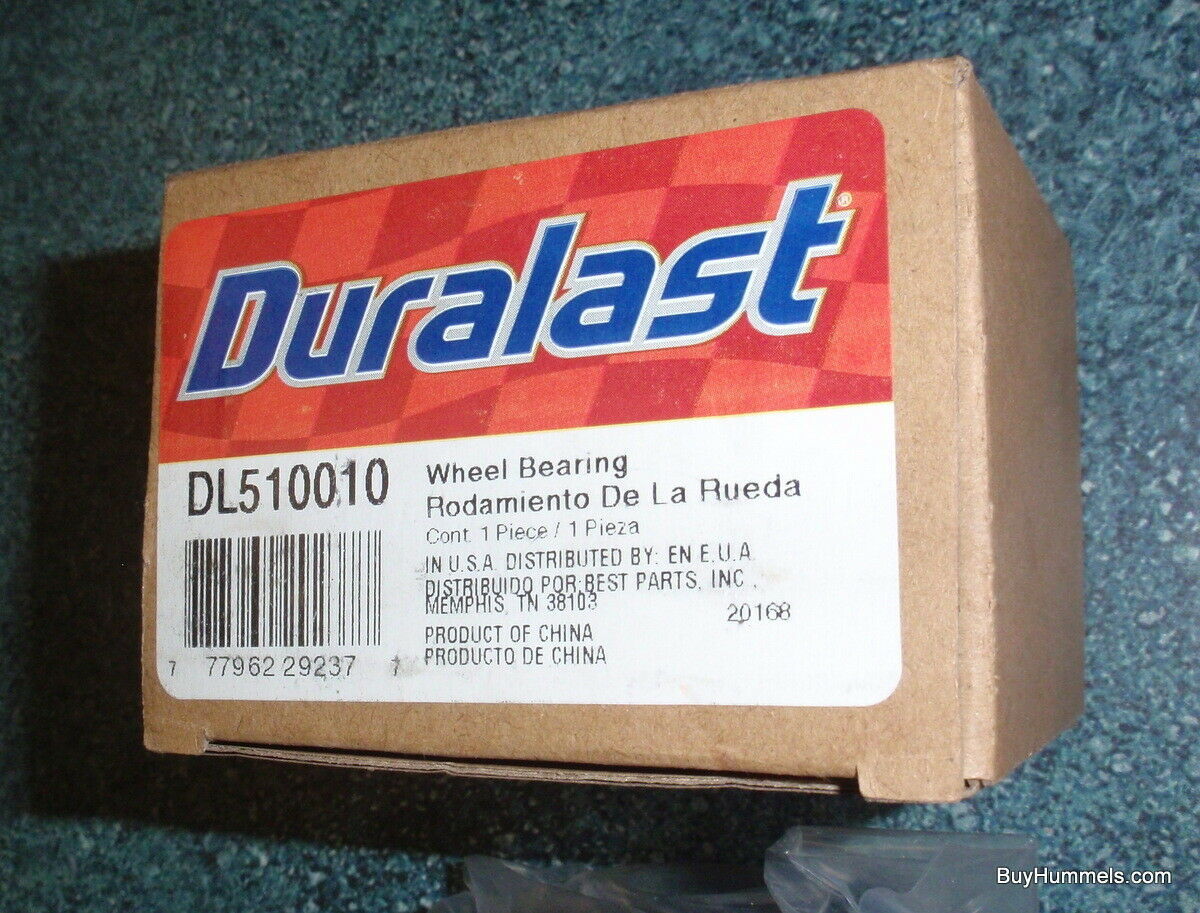 Duralast®
DL510010
Wheel Bearing
Rodamiento De La Rueda
Cont. 1 Piece / 1 Pieza
IN U.S.A. DISTRIBUTED BY: EN E.U.A.
DISTRIBUIDO POR:BEST PARTS, INC.
MEMPHIS, TN 38103
20168
PRODUCT OF CHINA
PRODUCTO DE CHINA
7 77962 29237 7
BuyHummels.com